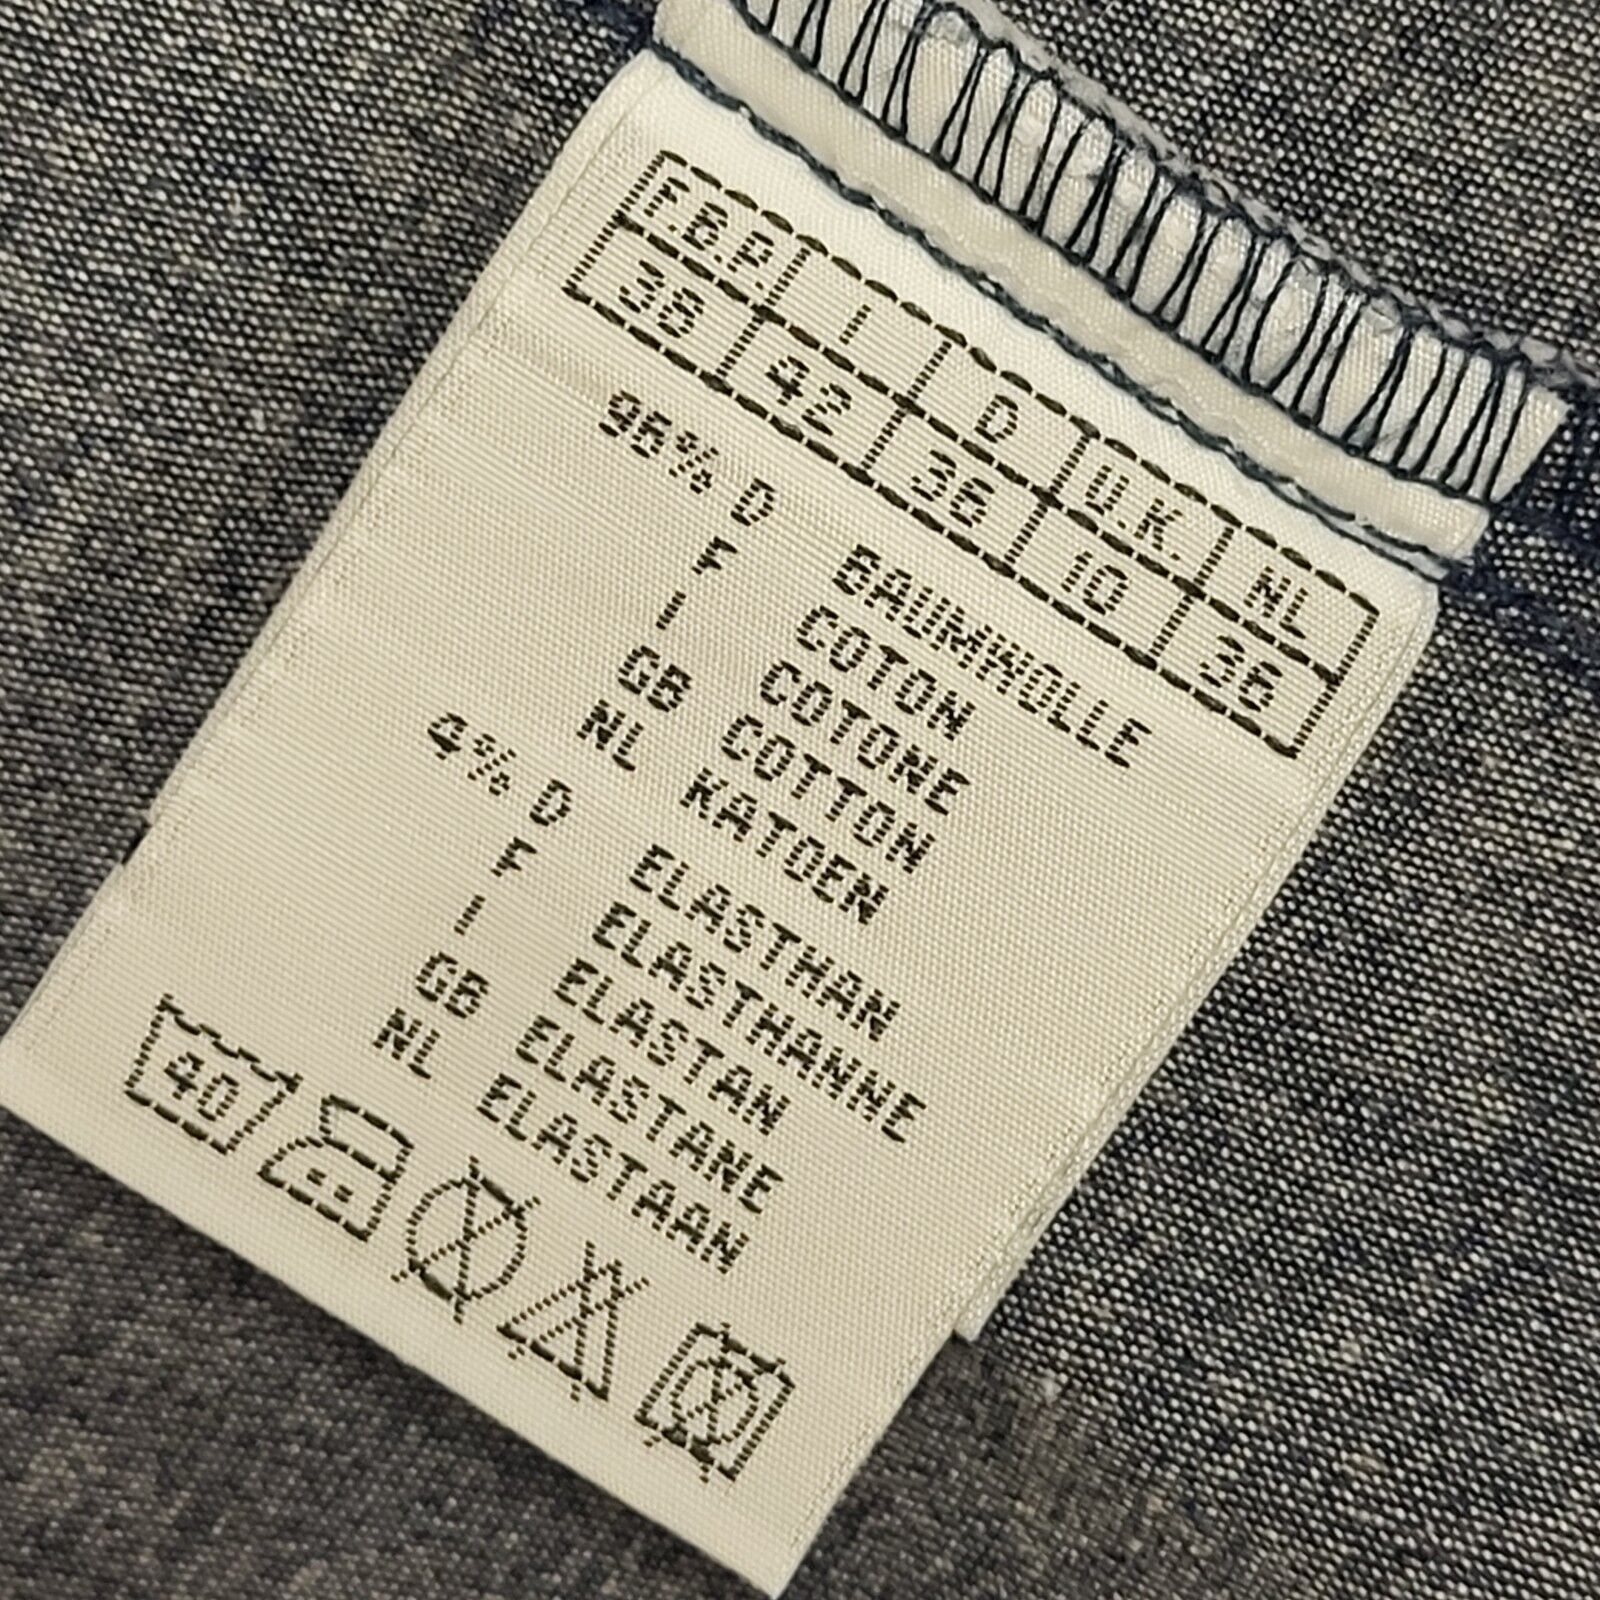 F.B.P. I D U.K. NL
38 42 36 10 36
96% D BAUMWOLLE
F COTON
I COTONE
GB COTTON
NL KATOEN
4% D ELASTHAN
F ELASTHANNE
I ELASTAN
GB ELASTANE
NL ELASTAAN
40